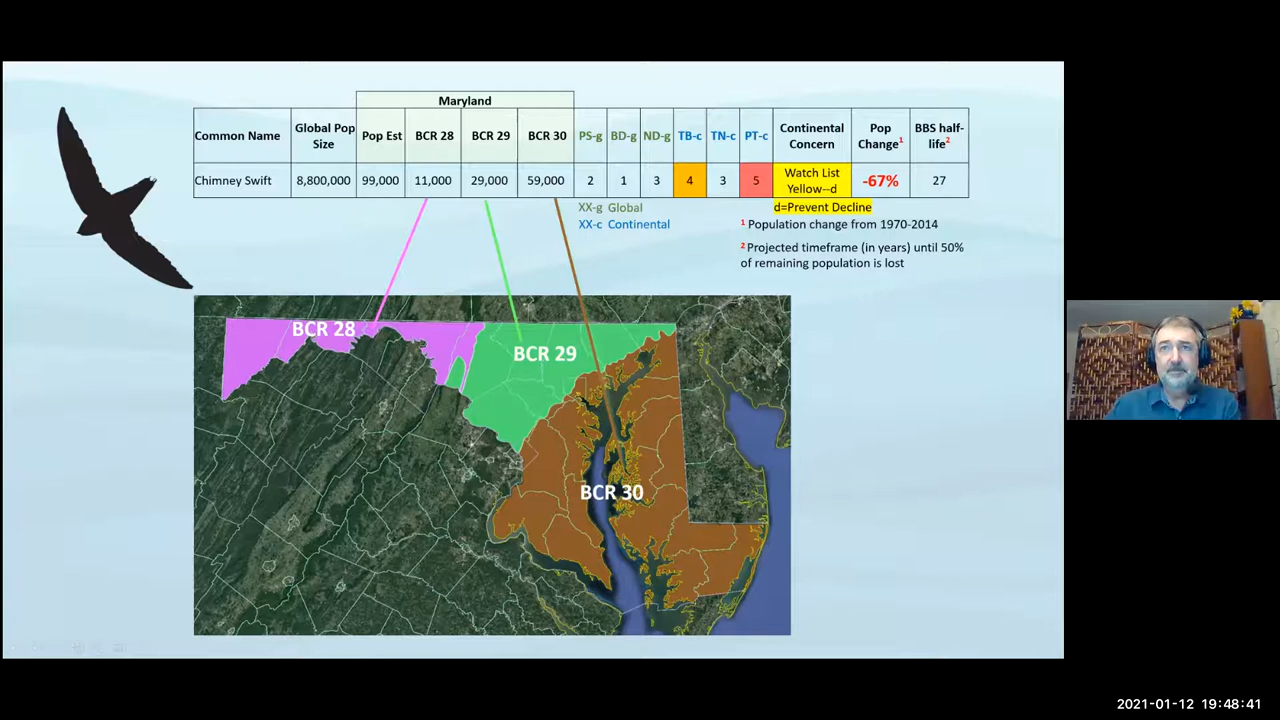 Maryland
Common Name
Global Pop Size
Pop Est
BCR 28
BCR 29
BCR 30
PS-g
BD-g
ND-g
TB-c
TN-c
PT-c
Continental Concern
Pop Change1
BBS half-life2
Chimney Swift
8,800,000
99,000
11,000
29,000
59,000
2
1
3
4
3
5
Watch List
Yellow--d
-67%
27
XX-g Global
XX-c Continental
d=Prevent Decline
1 Population change from 1970-2014
2 Projected timeframe (in years) until 50%
of remaining population is lost
BCR 28
BCR 29
BCR 30
2021-01-12 19:48:41